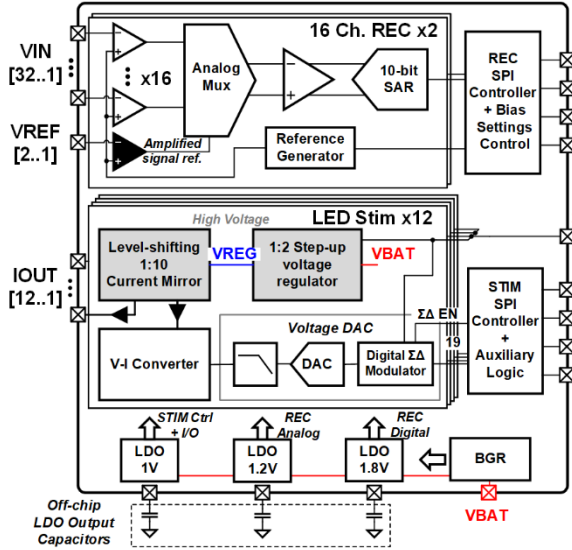 16 Ch. REC x2
VIN
[32..1]
x16
Analog
Mux
10-bit
SAR
REC
SPI
Controller
+ Bias
Settings
Control
VREF
[2..1]
Amplified
signal ref.
Reference
Generator
High Voltage
LED Stim x12
Level-shifting
1:10
Current Mirror
VREG
1:2 Step-up
voltage
regulator
VBAT
IOUT
[12..1]
ΣΔ EN
19
STIM
SPI
Controller
+
Auxiliary
Logic
Voltage DAC
V-I Converter
DAC
Digital ΣΔ
Modulator
STIM Ctrl
+ I/O
REC
Analog
REC
Digital
LDO
1V
LDO
1.2V
LDO
1.8V
BGR
Off-chip
LDO Output
Capacitors
VBAT